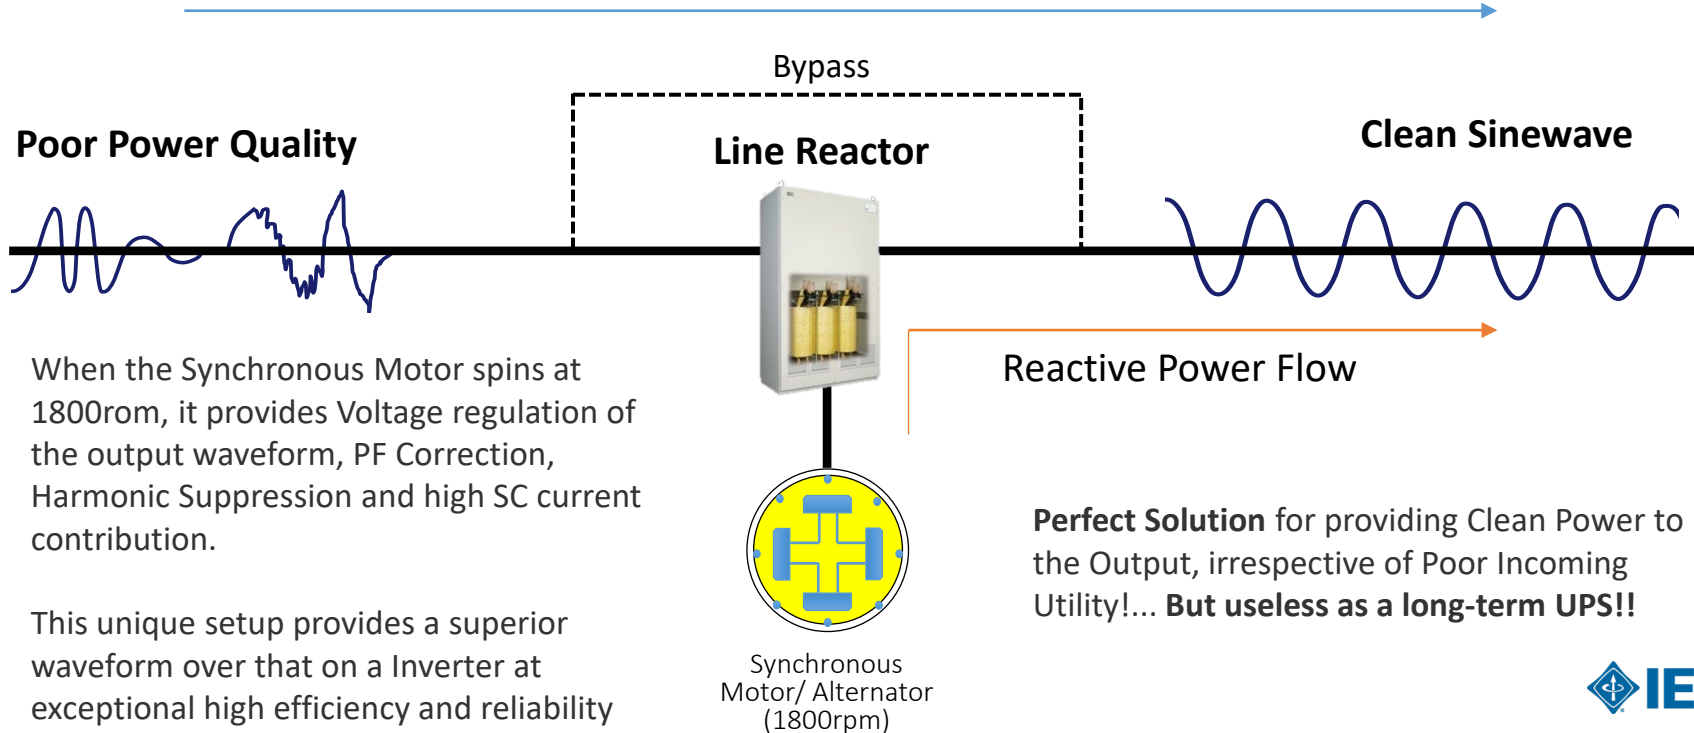 Bypass
Poor Power Quality
Line Reactor
Clean Sinewave
Reactive Power Flow
When the Synchronous Motor spins at
1800rom, it provides Voltage regulation of
the output waveform, PF Correction,
Harmonic Suppression and high SC current
contribution.
This unique setup provides a superior
waveform over that on a Inverter at
exceptional high efficiency and reliability
Synchronous
Motor/ Alternator
(1800rpm)
Perfect Solution for providing Clean Power to
the Output, irrespective of Poor Incoming
Utility!... But useless as a long-term UPS!!
IE